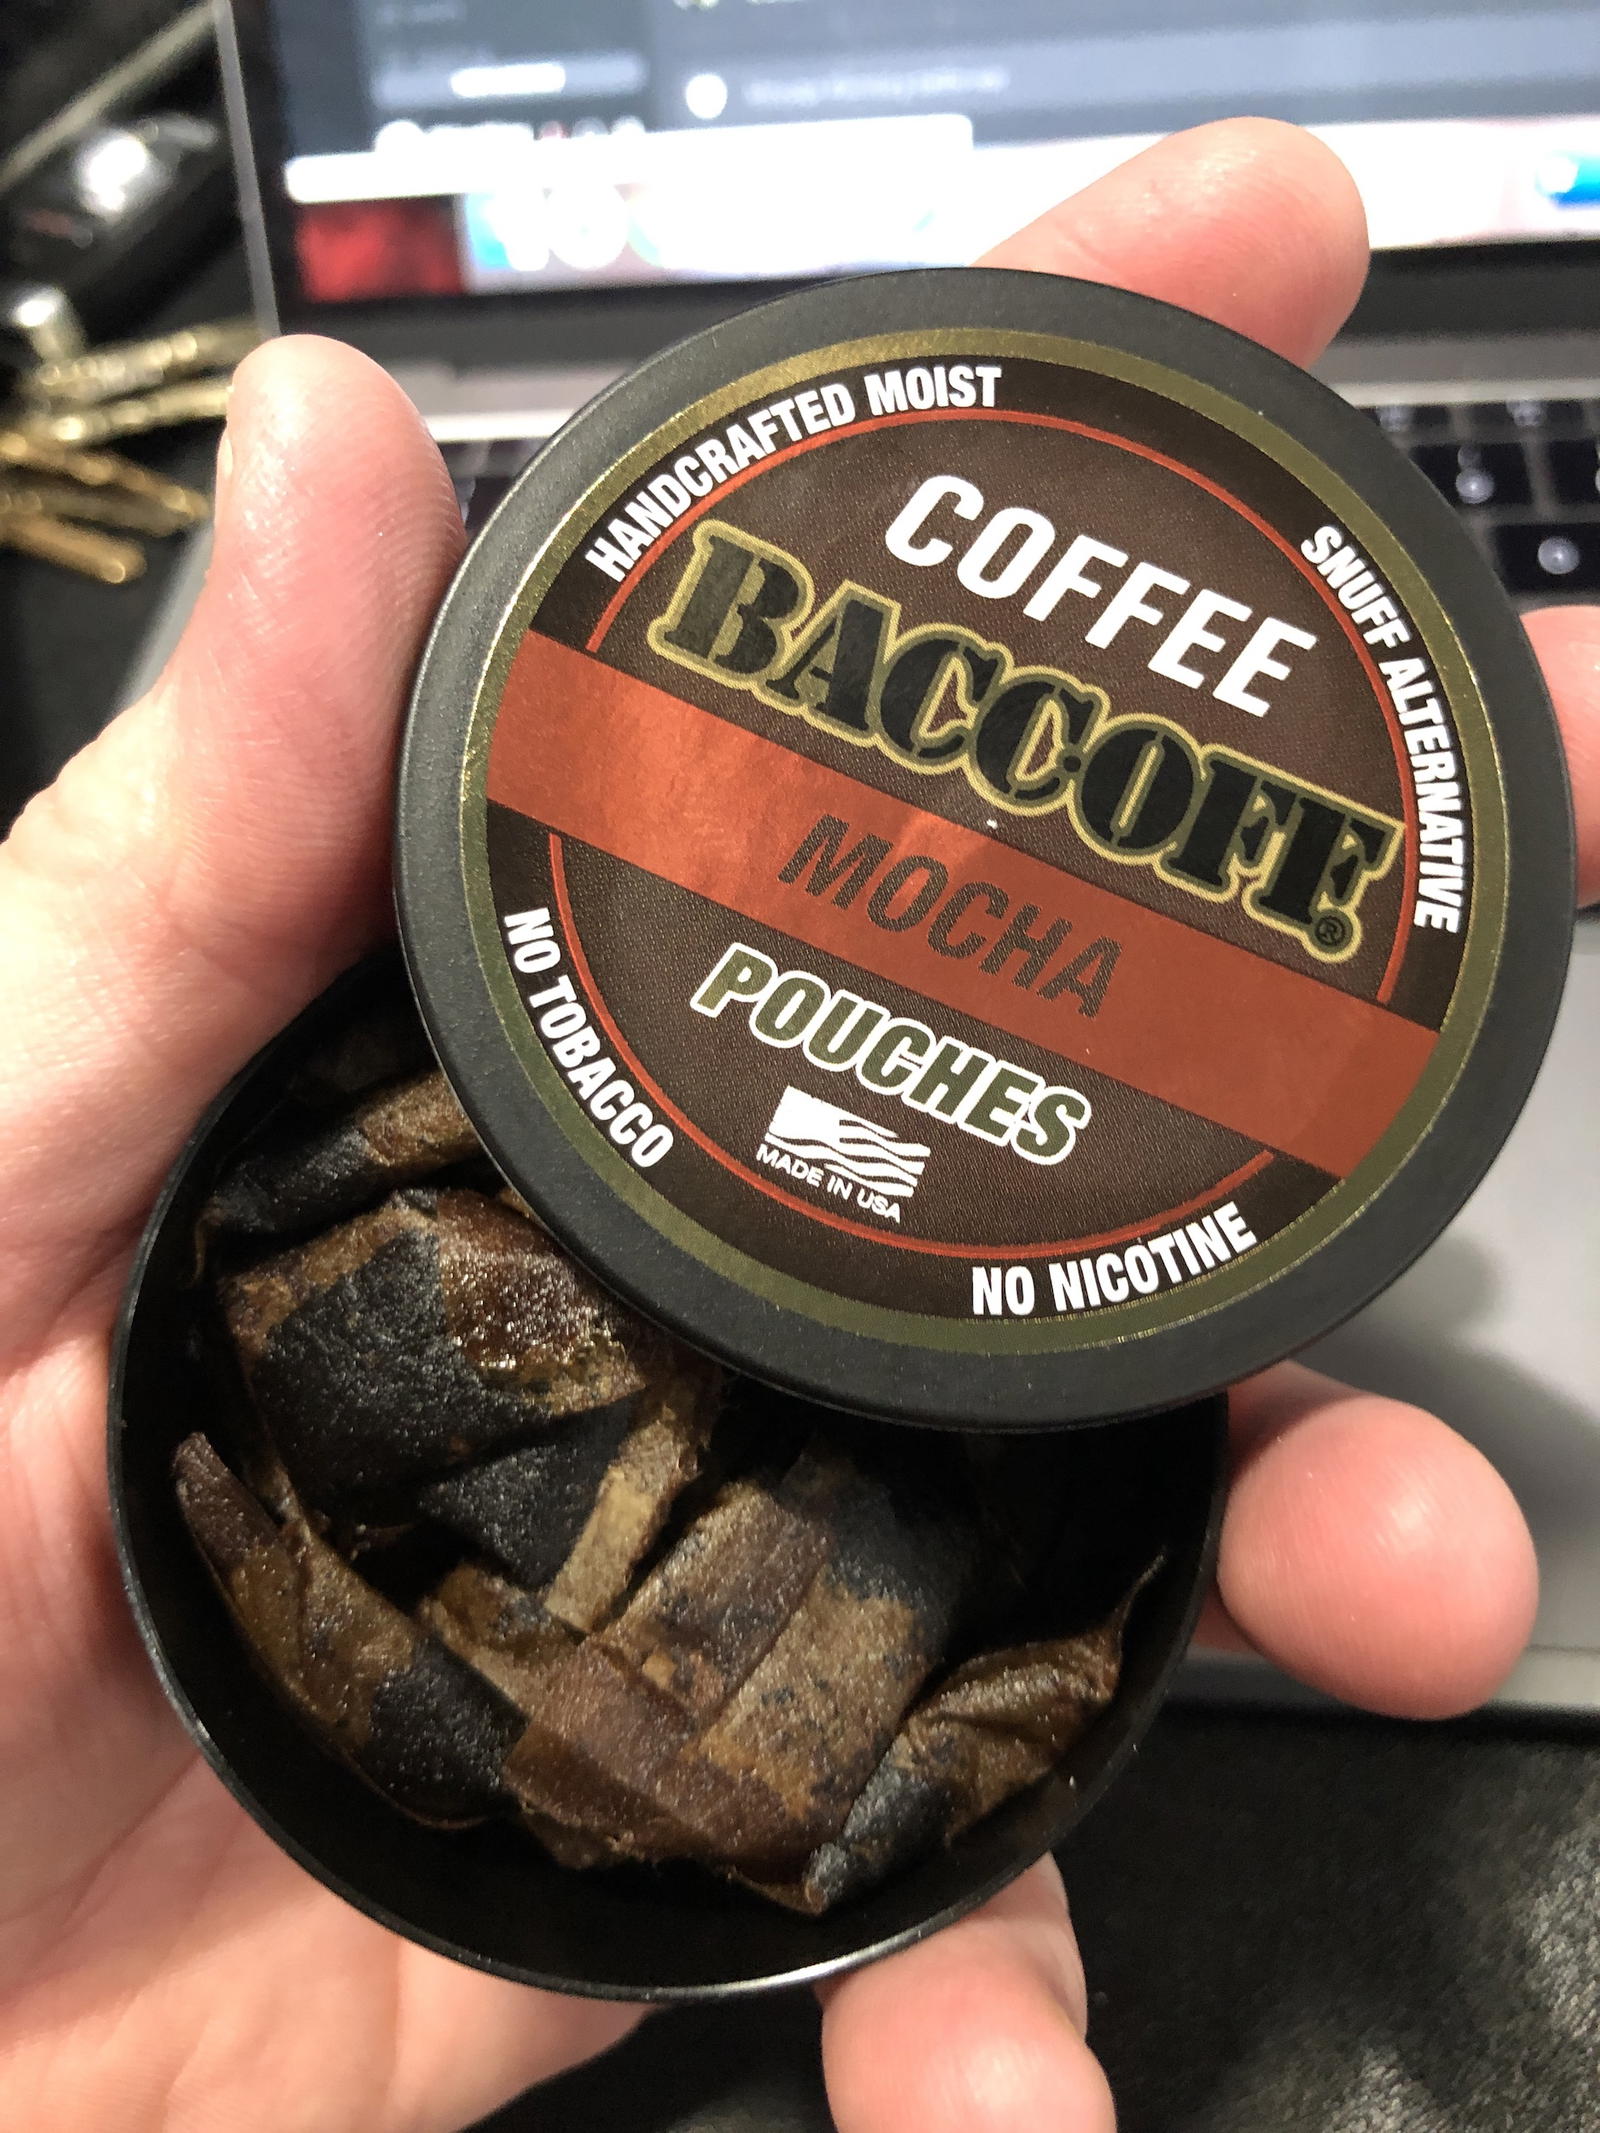 HANDCRAFTED MOIST
SNUFF ALTERNATIVE
COFFEE
BACCOFF®
MOCHA
POUCHES
MADE IN USA
NO TOBACCO
NO NICOTINE